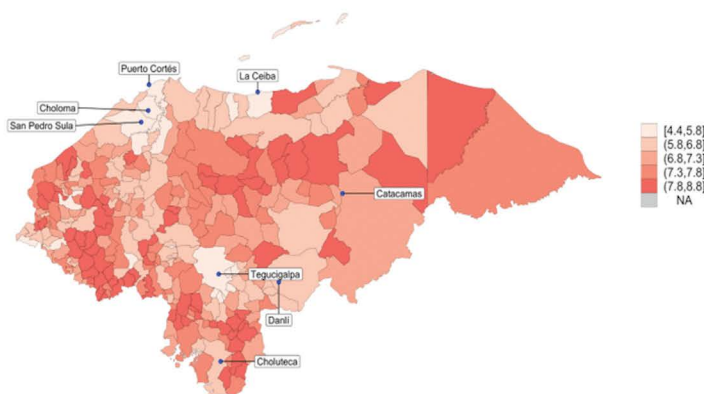 Puerto Cortés
La Ceiba
Choloma
San Pedro Sula
[4.4,5.8]
(5.8,6.8]
(6.8,7.3]
(7.3,7.8]
(7.8,8.8]
NA
Catacamas
Tegucigalpa
Danlí
Choluteca